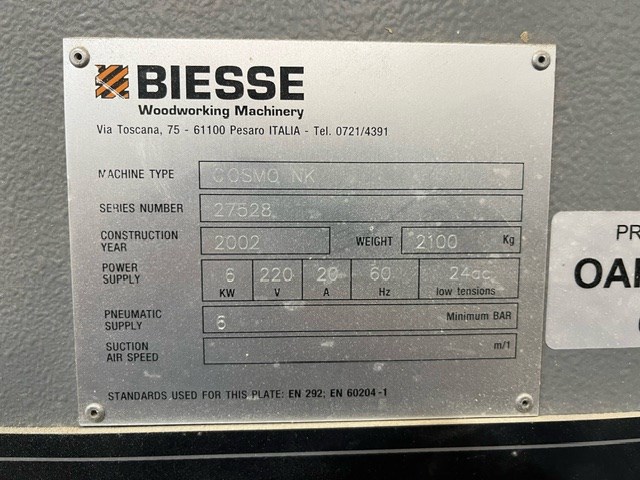 BIESSE
Woodworking Machinery
Via Toscana, 75 - 61100 Pesaro ITALIA - Tel. 0721/4391
MACHINE TYPE COSMO NK
SERIES NUMBER 27528
CONSTRUCTION YEAR 2002 WEIGHT 2100 Kg
POWER SUPPLY 6 KW 220 V 20 A 60 Hz 24cc low tensions
PNEUMATIC SUPPLY 6 Minimum BAR
SUCTION AIR SPEED m/1
STANDARDS USED FOR THIS PLATE: EN 292; EN 60204-1
PR
OA